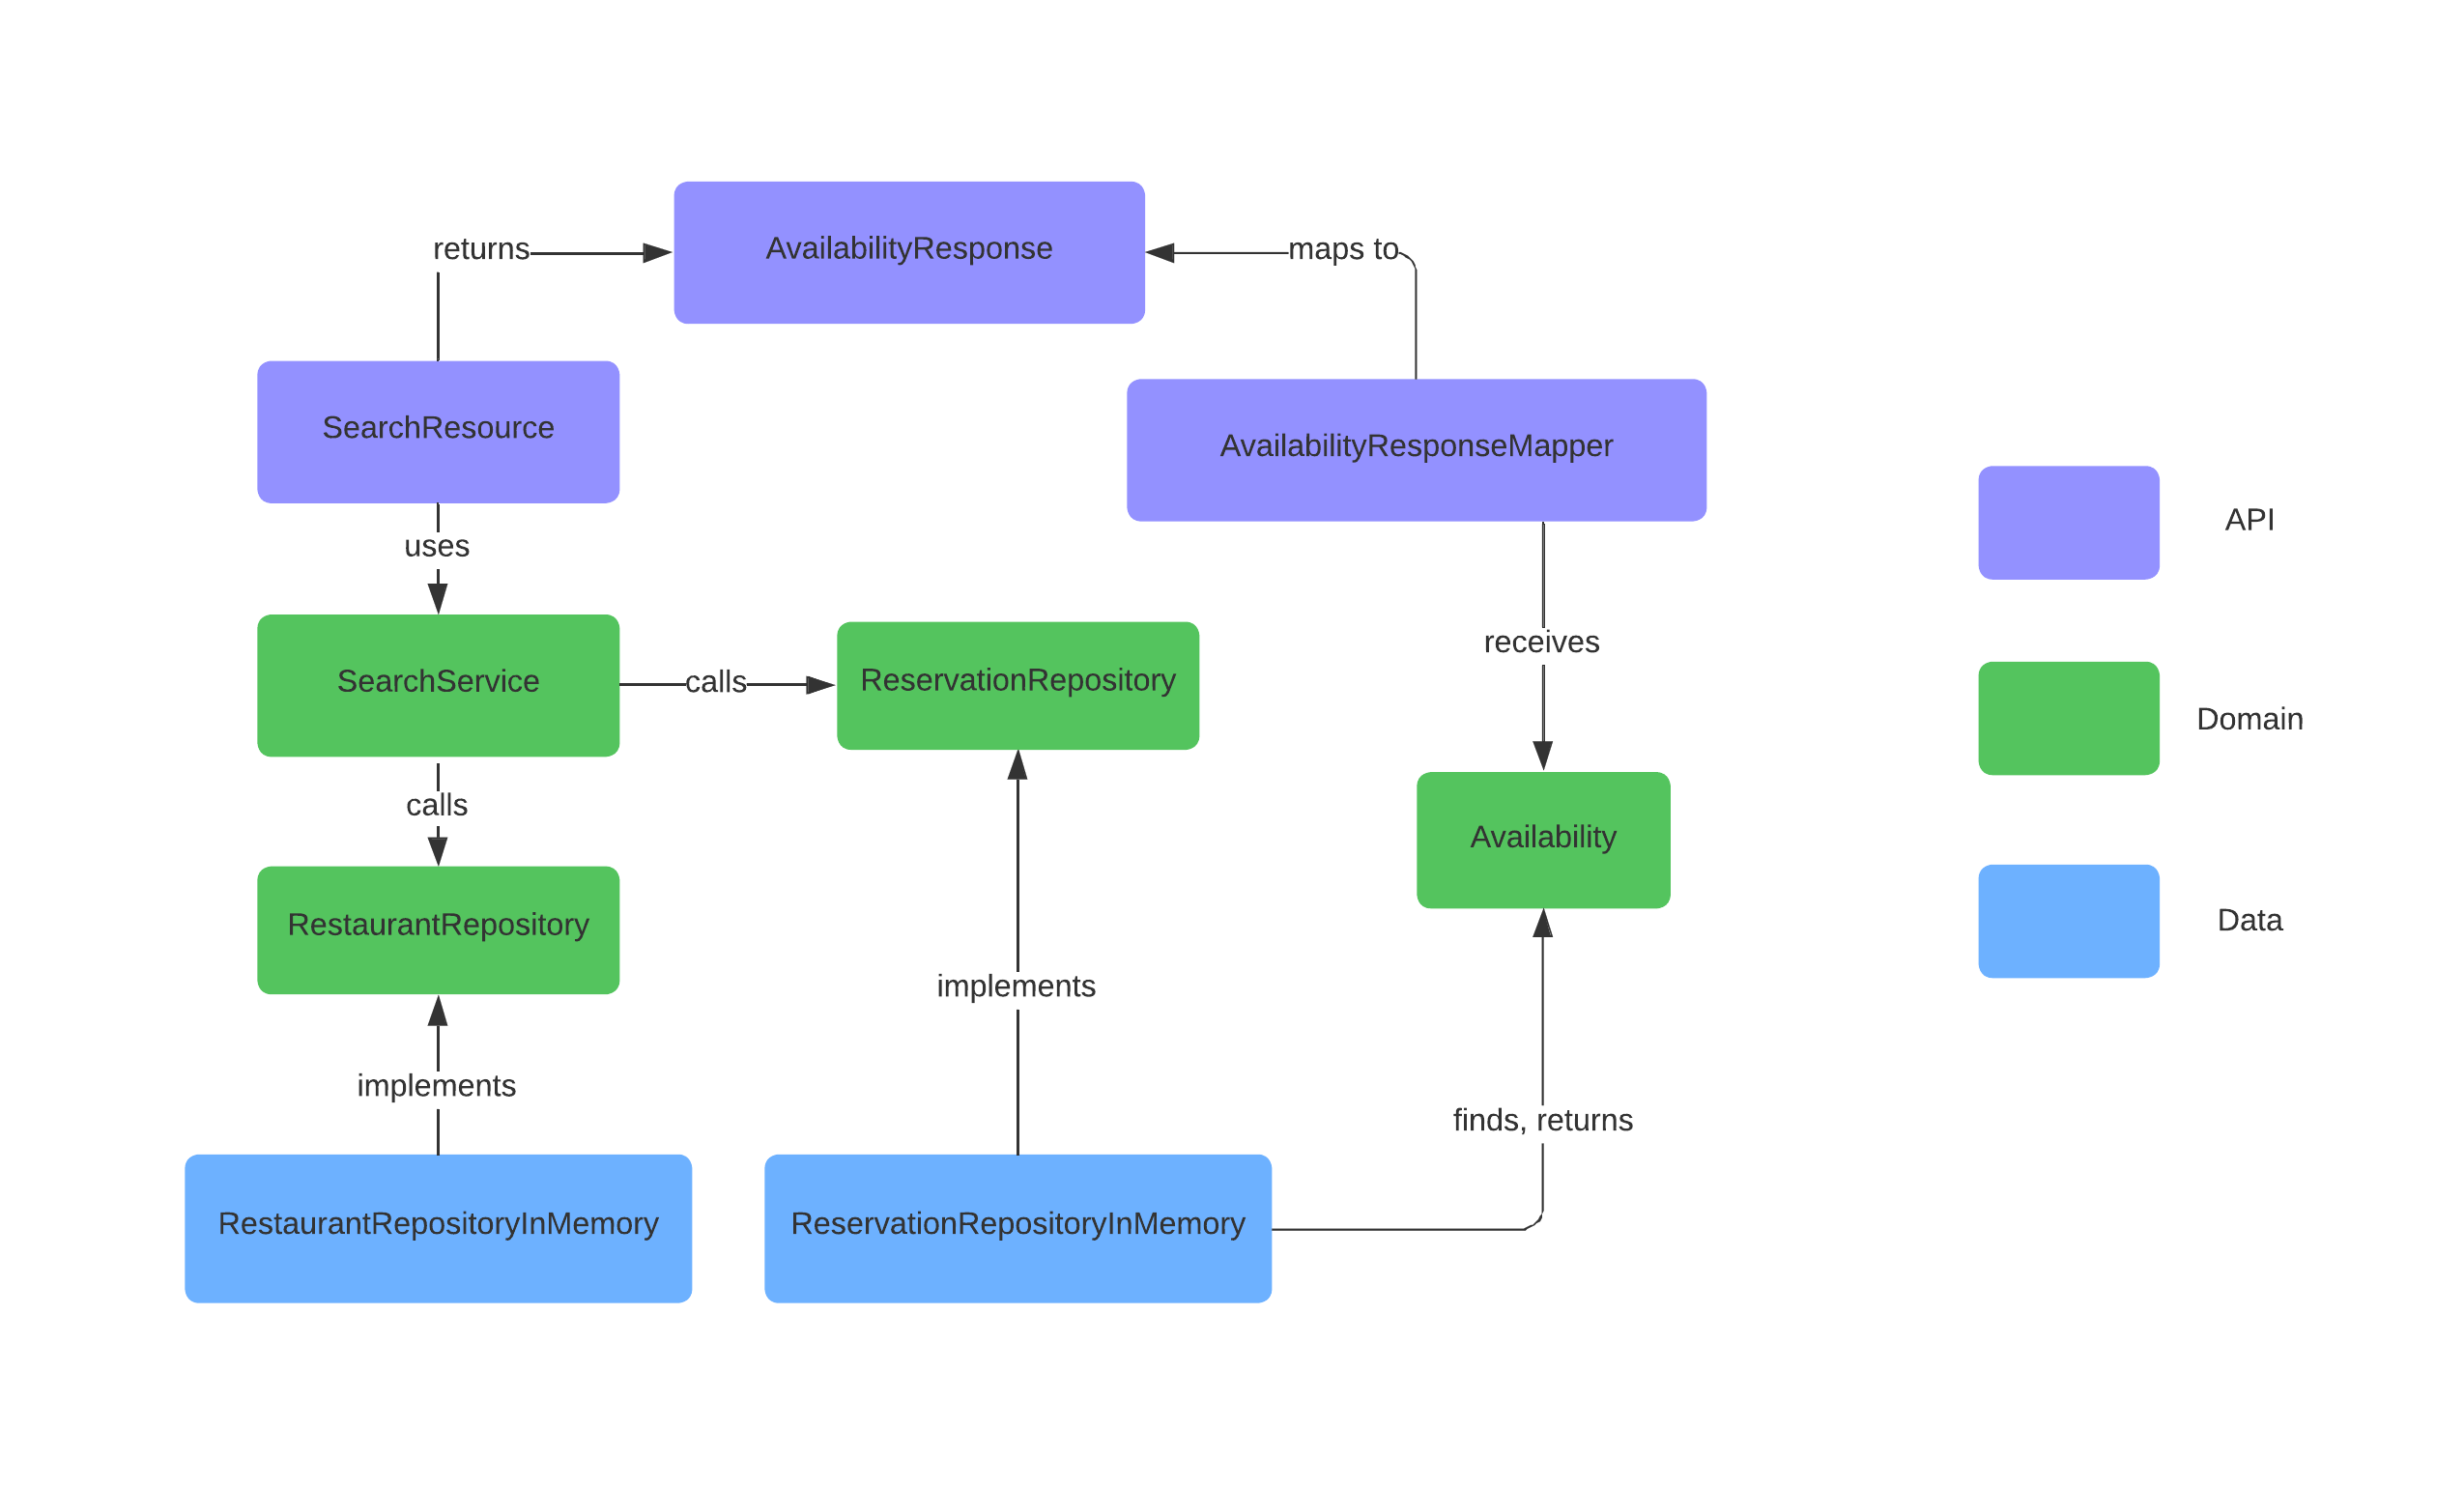 returns
AvailabilityResponse
maps to
SearchResource
AvailabilityResponseMapper
API
uses
receives
SearchService
calls
ReservationRepository
Domain
calls
Availability
RestaurantRepository
Data
implements
implements
finds, returns
RestaurantRepositoryInMemory
ReservationRepositoryInMemory